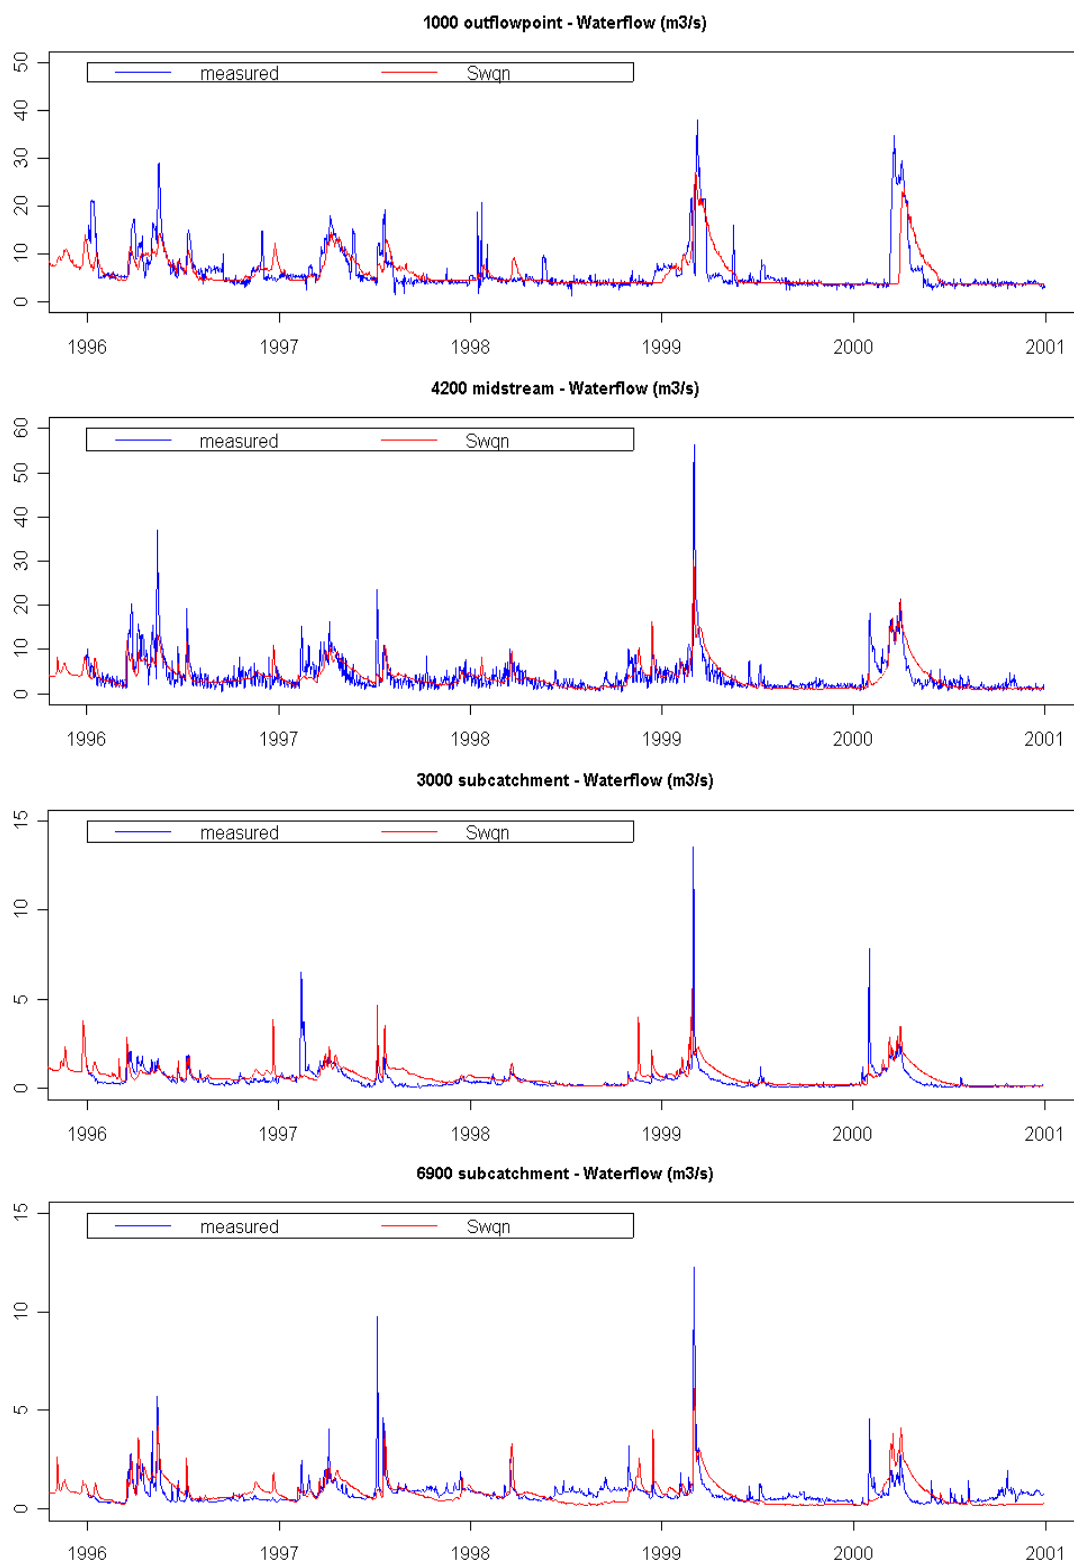 1000 outflowpoint - Waterflow (m3/s)
50
measured Swqn
40
30
20
10
0
1996 1997 1998 1999 2000 2001
4200 midstream - Waterflow (m3/s)
60
measured Swqn
50
40
30
20
10
0
1996 1997 1998 1999 2000 2001
3000 subcatchment - Waterflow (m3/s)
15
measured Swqn
10
5
0
1996 1997 1998 1999 2000 2001
6900 subcatchment - Waterflow (m3/s)
15
measured Swqn
10
5
0
1996 1997 1998 1999 2000 2001